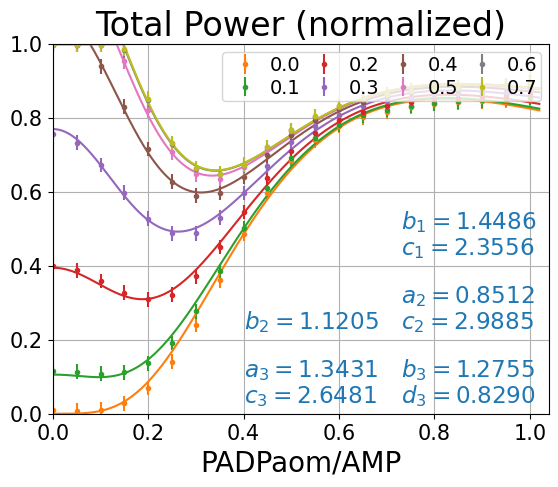 Total Power (normalized)
0.0 0.2 0.4 0.6
0.1 0.3 0.5 0.7
1.0
0.8
0.6
0.4
0.2
0.0
b₁ = 1.4486
c₁ = 2.3556
a₂ = 0.8512
b₂ = 1.1205 c₂ = 2.9885
a₃ = 1.3431 b₃ = 1.2755
c₃ = 2.6481 d₃ = 0.8290
0.0 0.2 0.4 0.6 0.8 1.0
PADPaom/AMP